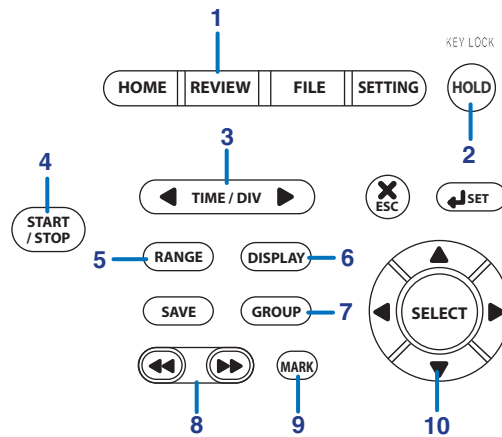 1
KEY LOCK
HOME REVIEW FILE SETTING HOLD
2
3
4
TIME / DIV
ESC
SET
START
/ STOP
5 RANGE DISPLAY 6
SAVE GROUP 7 SELECT
MARK
8 9 10